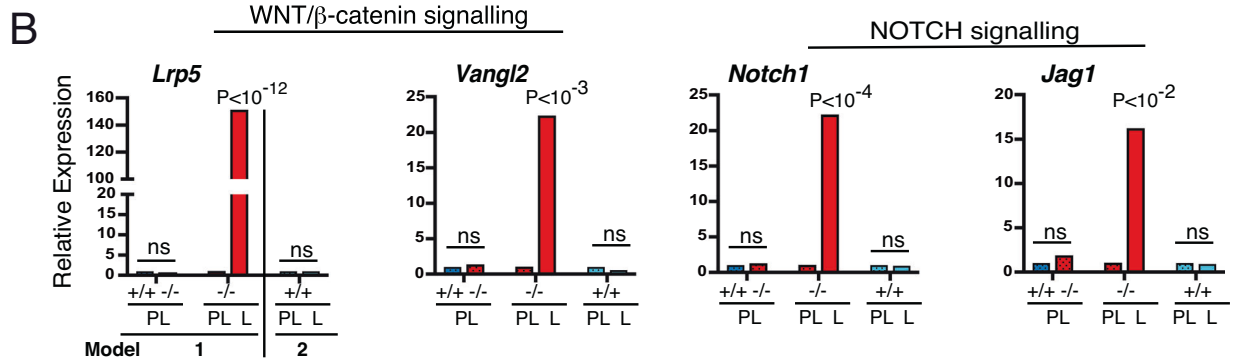 B
WNT/β-catenin signalling
NOTCH signalling
Lrp5
Relative Expression
160
140
120
100
20
15
10
5
0
P<10-12
ns
ns
+/+ -/- -/- +/+
PL PL L PL L
Model 1 2
Vangl2
25
20
15
10
5
0
P<10-3
ns
ns
+/+ -/- -/- +/+
PL PL L PL L
Notch1
25
20
15
10
5
0
P<10-4
ns
ns
+/+ -/- -/- +/+
PL PL L PL L
Jag1
20
15
10
5
0
P<10-2
ns
ns
+/+ -/- -/- +/+
PL PL L PL L